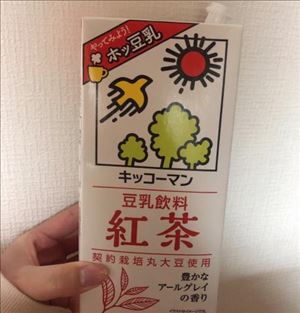 やってみよう!
ホッ豆乳
キッコーマン
豆乳飲料
紅茶
契約栽培丸大豆使用
豊かな
アールグレイ
の香り